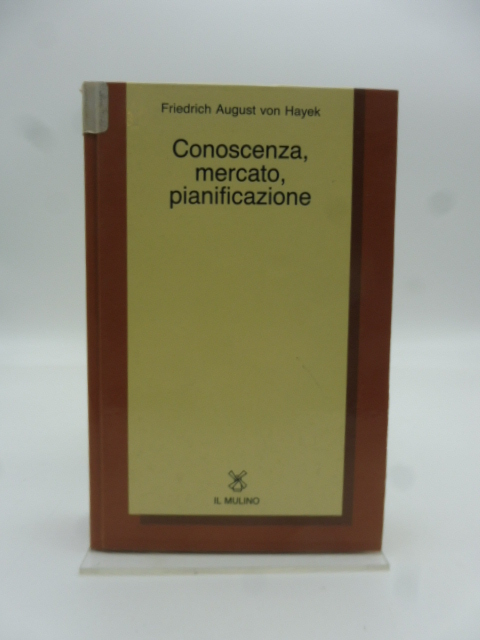 Friedrich August von Hayek
Conoscenza,
mercato,
pianificazione
IL MULINO